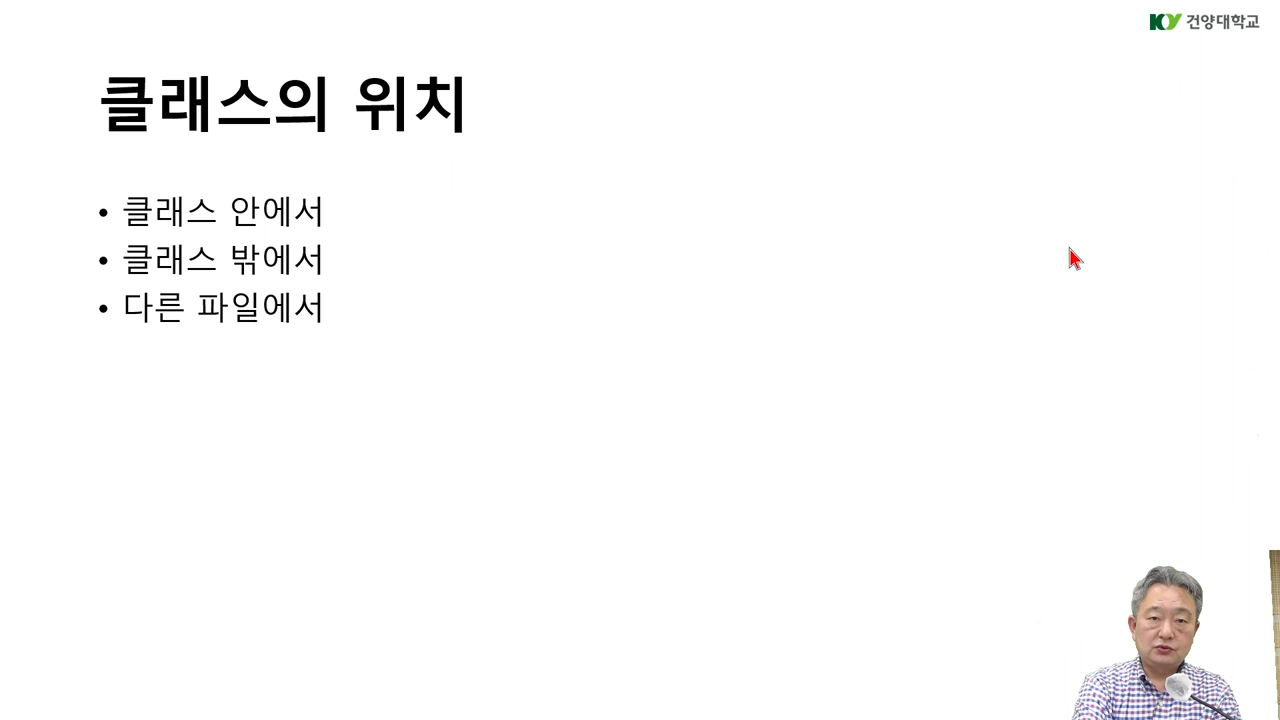 KY 건양대학교
클래스의 위치
• 클래스 안에서
• 클래스 밖에서
• 다른 파일에서